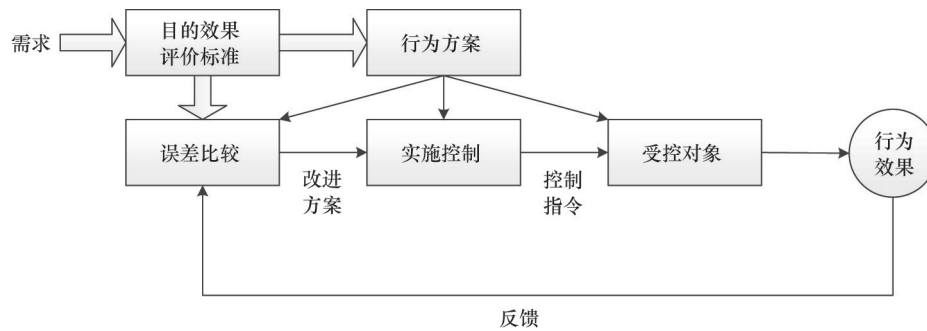 需求
目的效果
评价标准
行为方案
误差比较
实施控制
受控对象
行为
效果
改进
方案
控制
指令
反馈